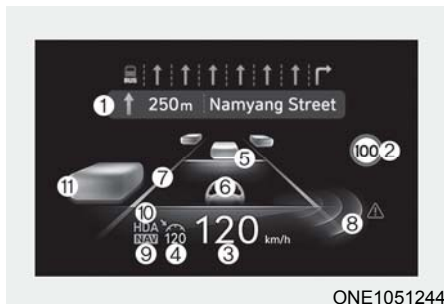 BUS
① 250m Namyang Street
100 ②
⑤
⑦
⑥
⑪
⑩
HDA
NAV 120 120 km/h
⑧
⑨ ④ ③
ONE1051244